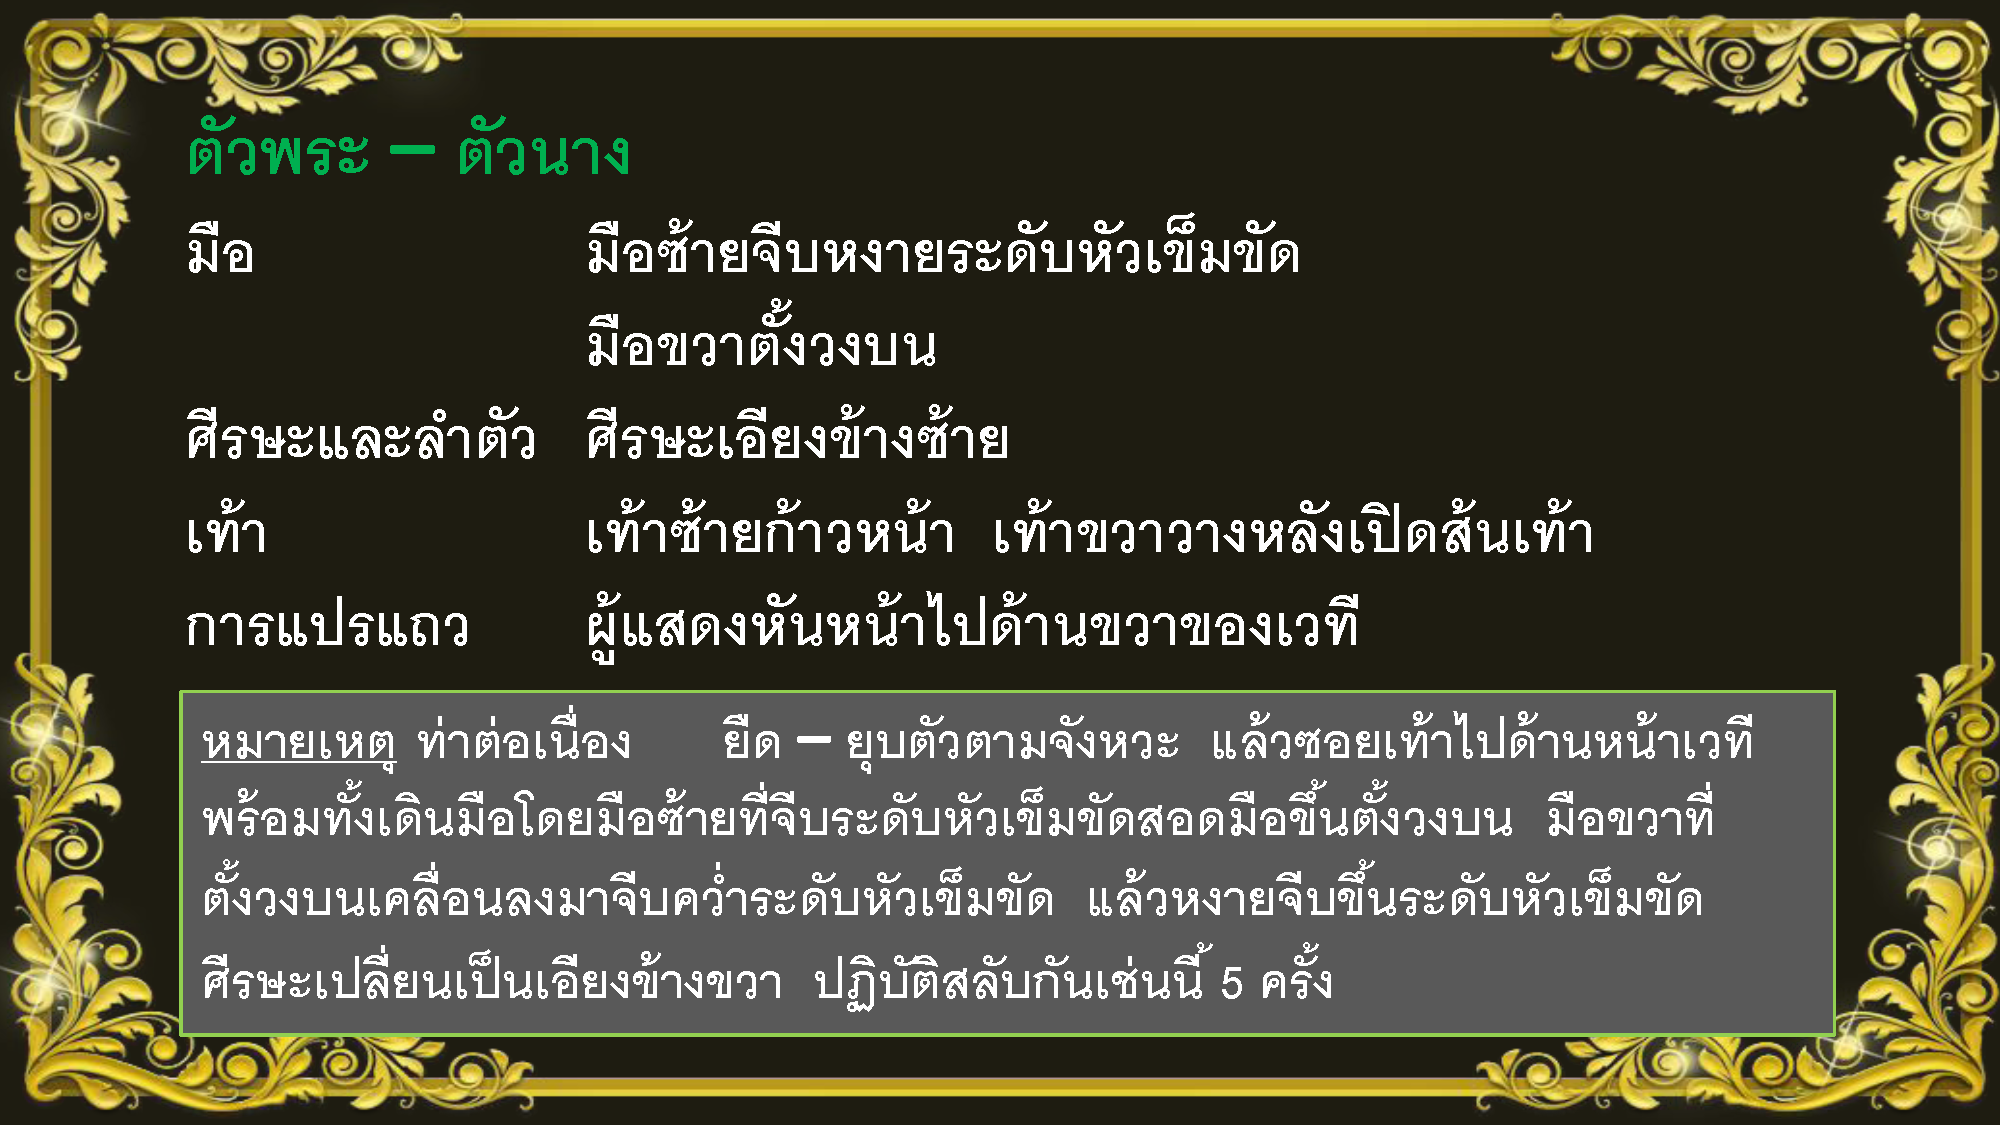 ตัวพระ – ตัวนาง
มือ มือซ้ายจีบหงายระดับหัวเข็มขัด
มือขวาตั้งวงบน
ศีรษะและลำตัว ศีรษะเอียงข้างซ้าย
เท้า เท้าซ้ายก้าวหน้า เท้าขวาวางหลังเปิดส้นเท้า
การแปรแถว ผู้แสดงหันหน้าไปด้านขวาของเวที
หมายเหตุ ท่าต่อเนื่อง ยืด – ยุบตัวตามจังหวะ แล้วซอยเท้าไปด้านหน้าเวที
พร้อมทั้งเดินมือโดยมือซ้ายที่จีบระดับหัวเข็มขัดสอดมือขึ้นตั้งวงบน มือขวาที่
ตั้งวงบนเคลื่อนลงมาจีบคว่ำระดับหัวเข็มขัด แล้วหงายจีบขึ้นระดับหัวเข็มขัด
ศีรษะเปลี่ยนเป็นเอียงข้างขวา ปฏิบัติสลับกันเช่นนี้ 5 ครั้ง